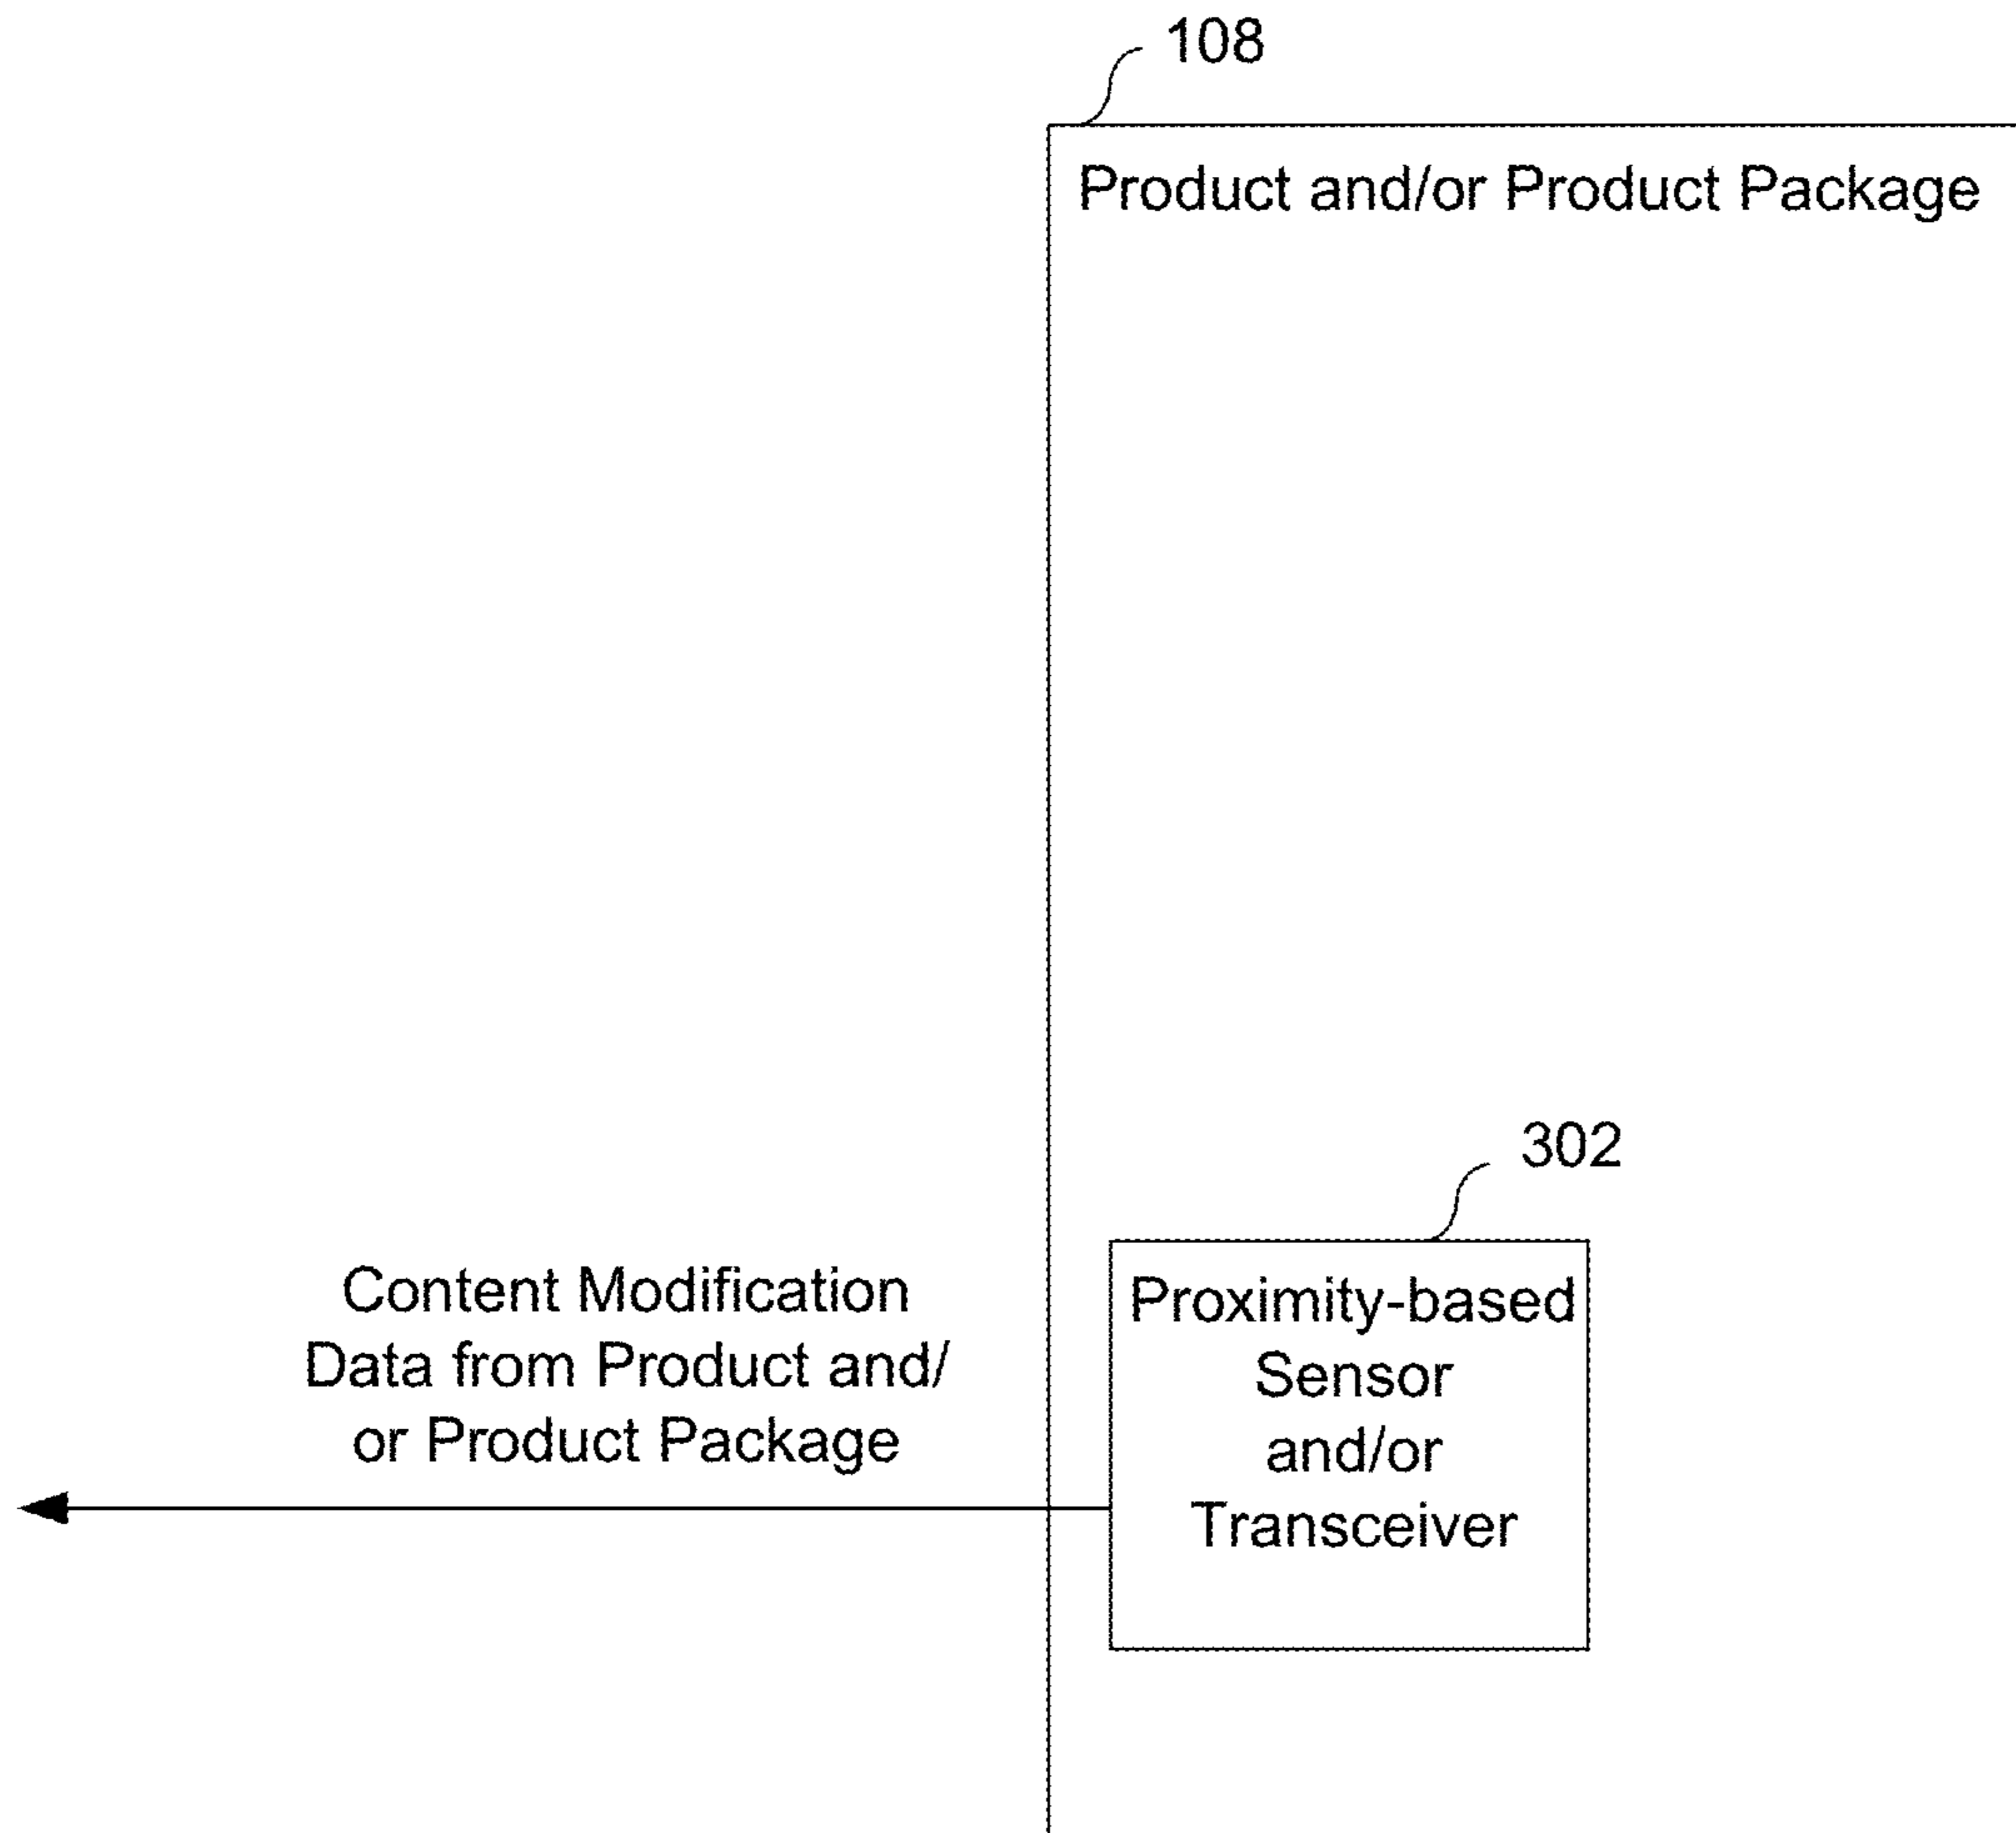 108
Product and/or Product Package
302
Proximity-based
Sensor
and/or
Transceiver
Content Modification
Data from Product and/
or Product Package